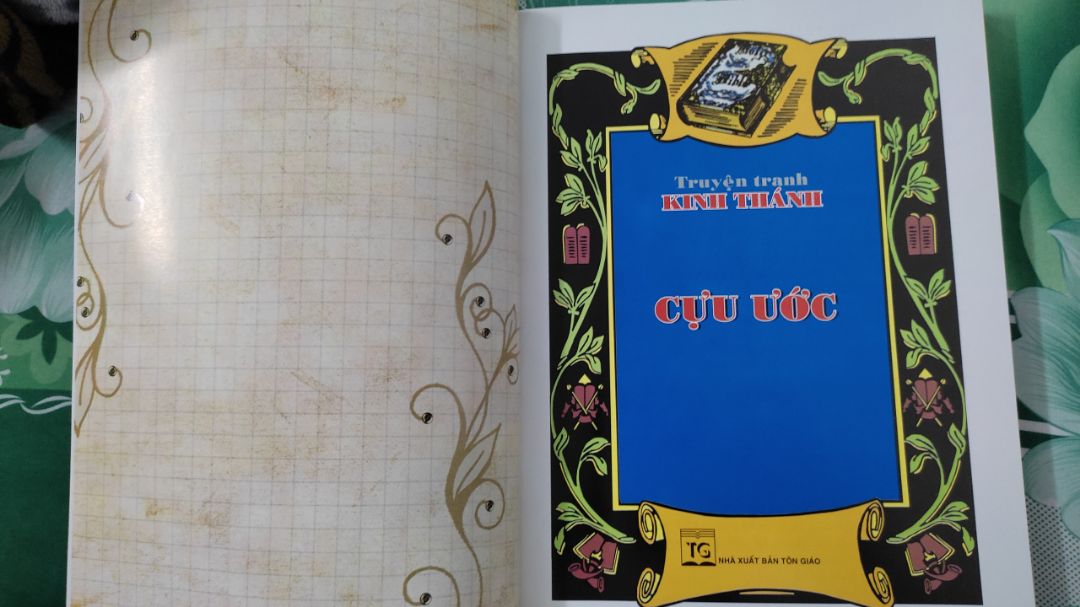 Truyện tranh
KINH THÁNH
CỰU ƯỚC
TG
NHÀ XUẤT BẢN TÔN GIÁO